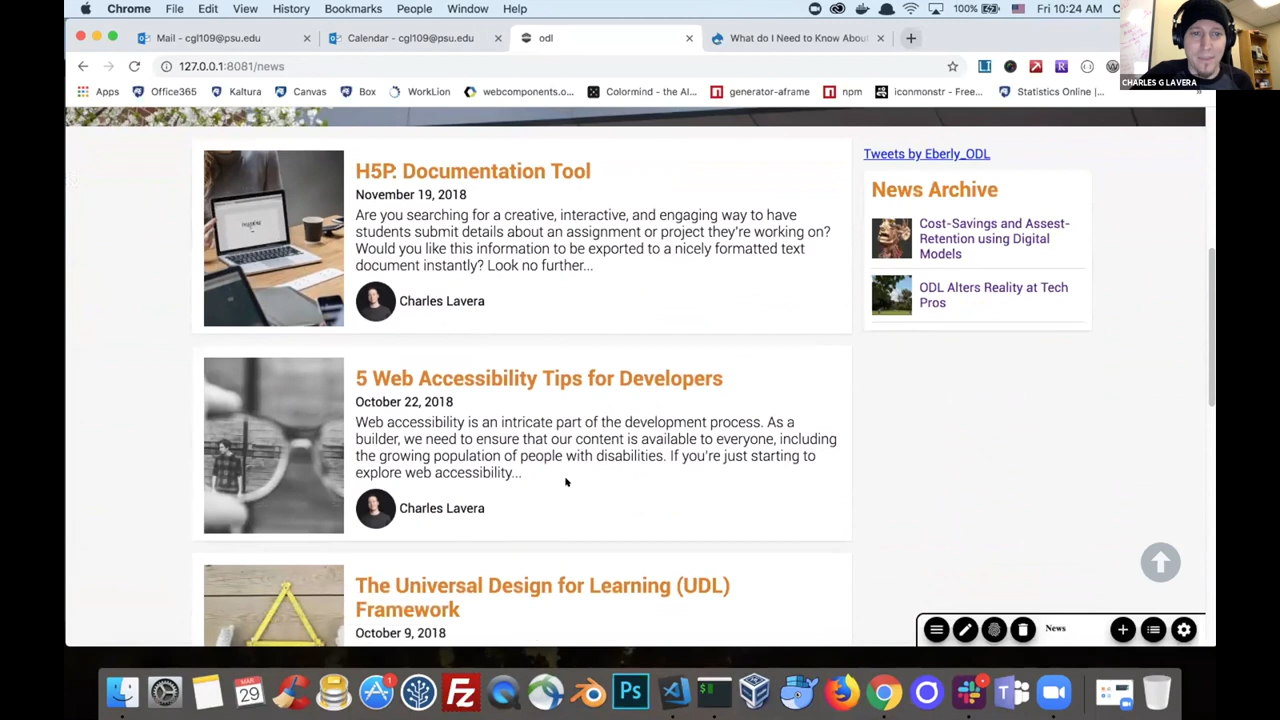 Chrome File Edit View History Bookmarks People Window Help
100% Fri 10:24 AM
Mail - cgl109@psu.edu
Calendar - cgl109@psu.edu
odl
What do I Need to Know Abou
127.0.0.1:8081/news
CHARLES G LAVERA
Apps Office365 Kaltura Canvas Box Workłion webcomponents.o... Colormind - the AI... generator-aframe npm iconmonstr - Free... Statistics Online |...
H5P: Documentation Tool
November 19, 2018
Are you searching for a creative, interactive, and engaging way to have
students submit details about an assignment or project they're working on?
Would you like this information to be exported to a nicely formatted text
document instantly? Look no further...
Charles Lavera
5 Web Accessibility Tips for Developers
October 22, 2018
Web accessibility is an intricate part of the development process. As a
builder, we need to ensure that our content is available to everyone, including
the growing population of people with disabilities. If you're just starting to
explore web accessibility...
Charles Lavera
The Universal Design for Learning (UDL)
Framework
October 9, 2018
Tweets by Eberly_ODL
News Archive
Cost-Savings and Assest-
Retention using Digital
Models
ODL Alters Reality at Tech
Pros
News
MAR
29
1
Fz
Ps